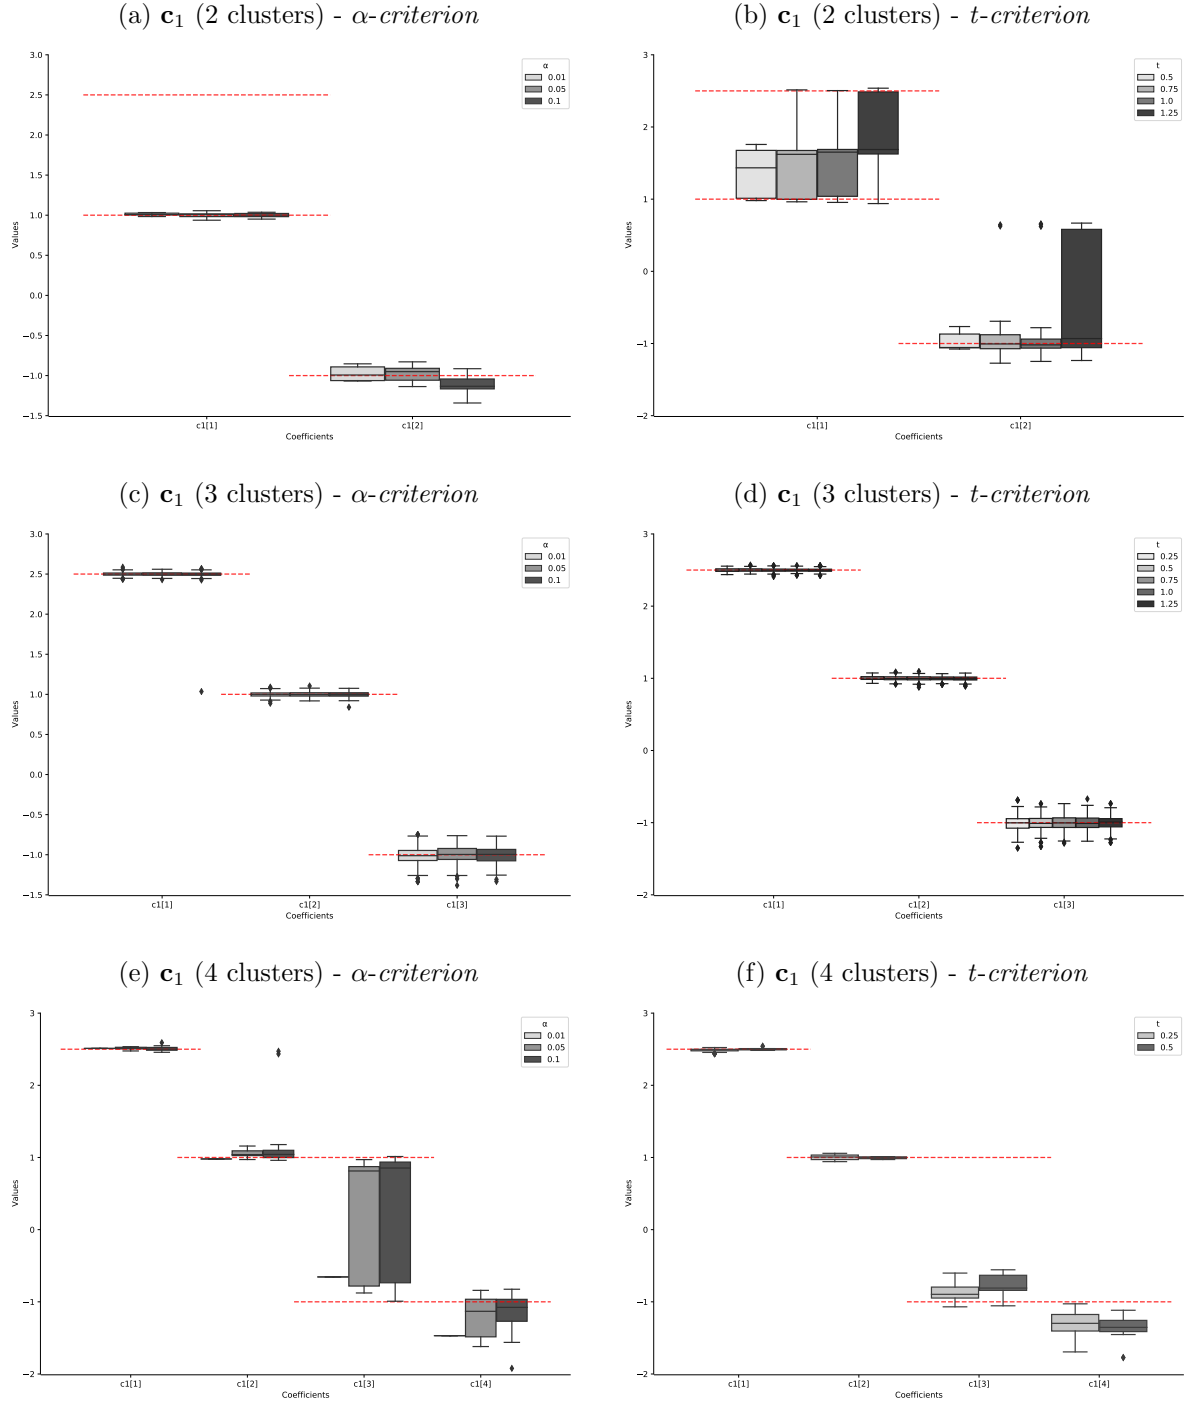 (a) c₁ (2 clusters) - α-criterion
(b) c₁ (2 clusters) - t-criterion
3.0
2.5
2.0
1.5
1.0
0.5
0.0
−0.5
−1.0
−1.5
Values
c1[1]
c1[2]
Coefficients
α
0.01
0.05
0.1
3
2
1
0
−1
−2
Values
c1[1]
c1[2]
Coefficients
t
0.5
0.75
1.0
1.25
(c) c₁ (3 clusters) - α-criterion
(d) c₁ (3 clusters) - t-criterion
3.0
2.5
2.0
1.5
1.0
0.5
0.0
−0.5
−1.0
−1.5
Values
c1[1]
c1[2]
c1[3]
Coefficients
α
0.01
0.05
0.1
3
2
1
0
−1
−2
Values
c1[1]
c1[2]
c1[3]
Coefficients
t
0.25
0.5
0.75
1.0
1.25
(e) c₁ (4 clusters) - α-criterion
(f) c₁ (4 clusters) - t-criterion
3
2
1
0
−1
−2
Values
c1[1]
c1[2]
c1[3]
c1[4]
Coefficients
α
0.01
0.05
0.1
3
2
1
0
−1
−2
Values
c1[1]
c1[2]
c1[3]
c1[4]
Coefficients
t
0.25
0.5